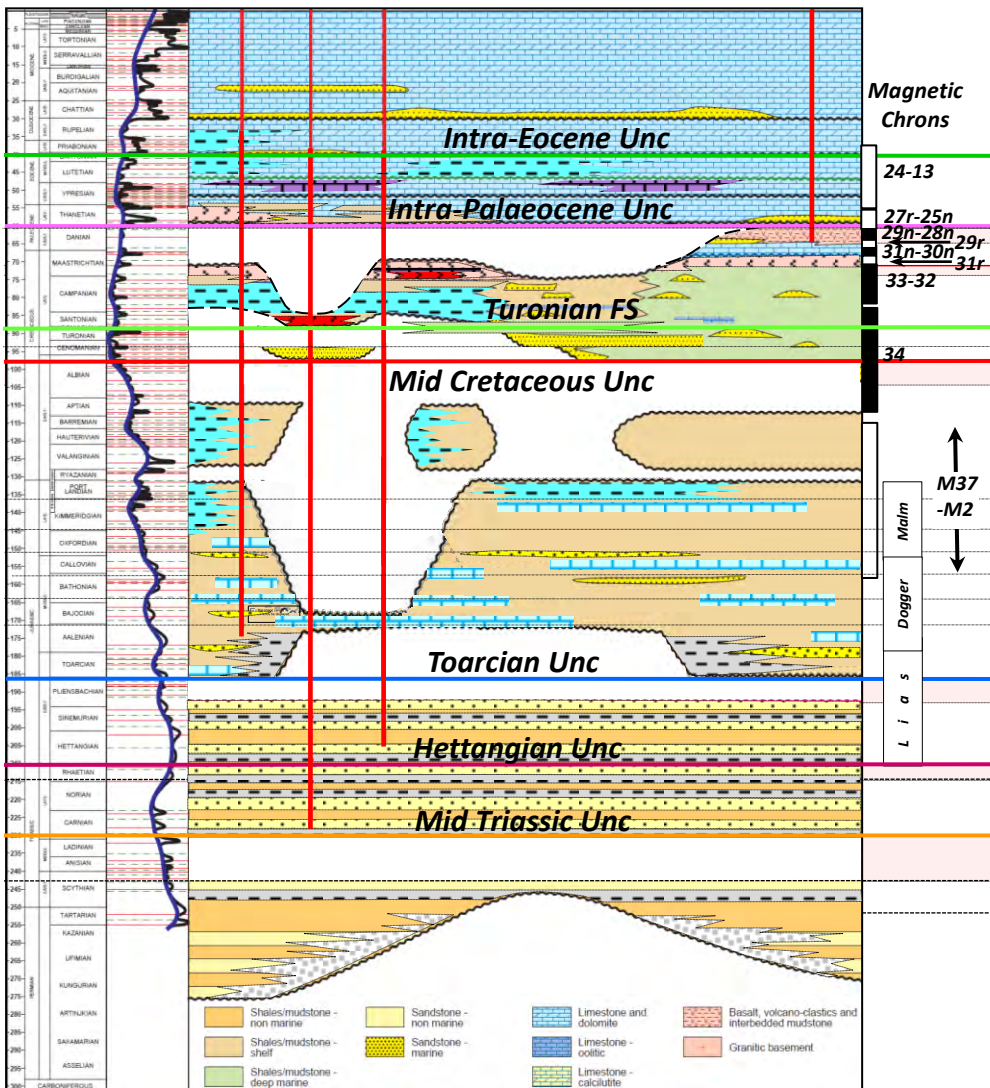 TORTONIAN
SERRAVALLIAN
BURDIGALIAN
AQUITANIAN
CHATTIAN
RUPELIAN
PRIABONIAN
LUTETIAN
YPRESIAN
THANETIAN
DANIAN
MAASTRICHTIAN
CAMPANIAN
SANTONIAN
TURONIAN
CENOMANIAN
ALBIAN
APTIAN
BARREMIAN
HAUTERIVIAN
VALANGINIAN
RYAZANIAN
PORT
LANDIAN
KIMMERIDGIAN
OXFORDIAN
CALLOVIAN
BATHONIAN
BAJOCIAN
AALENIAN
TOARCIAN
PLIENSBACHIAN
SINEMURIAN
HETTANGIAN
RHAETIAN
NORIAN
CARNIAN
LADINIAN
ANISIAN
SCYTHIAN
TARTARIAN
KAZANIAN
UFIMIAN
KUNGURIAN
ARTINJKIAN
SAKAMARIAN
ASSELIAN
CARBONIFEROUS
Intra-Eocene Unc
Intra-Palaeocene Unc
Turonian FS
Mid Cretaceous Unc
Toarcian Unc
Hettangian Unc
Mid Triassic Unc
Magnetic
Chrons
24-13
27r-25n
29n-28n
29r
31n-30n
31r
33-32
34
M37
-M2
Malm
Dogger
Lias
Shales/mudstone -
non marine
Shales/mudstone -
shelf
Shales/mudstone -
deep marine
Sandstone -
non marine
Sandstone -
marine
Limestone and
dolomite
Limestone -
oolitic
Limestone -
calcilutite
Basalt, volcano-clastics and
interbedded mudstone
Granitic basement